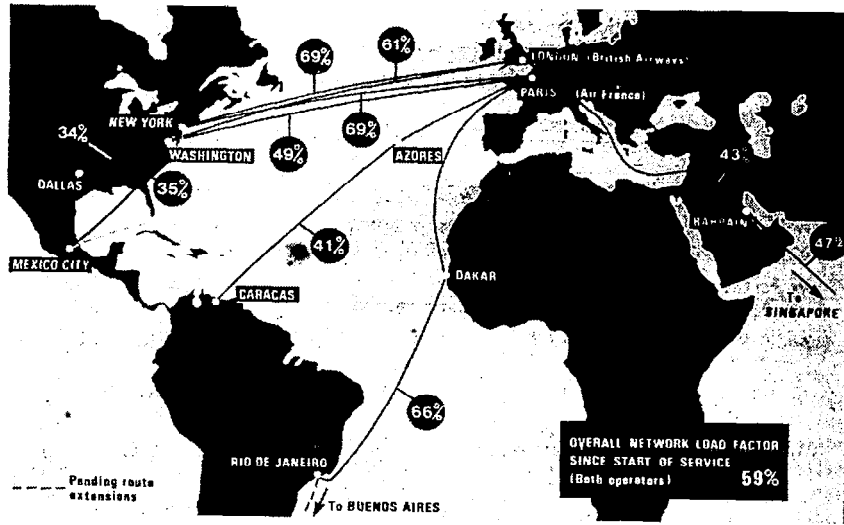 69%
61%
LONDON (British Airways)
PARIS (Air France)
NEW YORK
34%
WASHINGTON
49%
69%
AZORES
43%
DALLAS
35%
BAHRAIN
41%
47%
MEXICO CITY
CARACAS
DAKAR
To
SINGAPORE
66%
RIO DE JANEIRO
OVERALL NETWORK LOAD FACTOR
SINCE START OF SERVICE
(Both operators) 59%
Pending route
extensions
To BUENOS AIRES